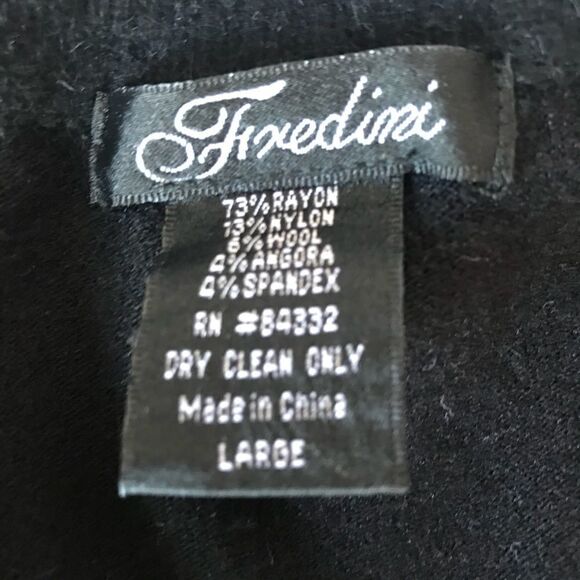 Fredini
73% RAYON
13% NYLON
6% WOOL
4% ANGORA
4% SPANDEX
RN #84332
DRY CLEAN ONLY
Made in China
LARGE